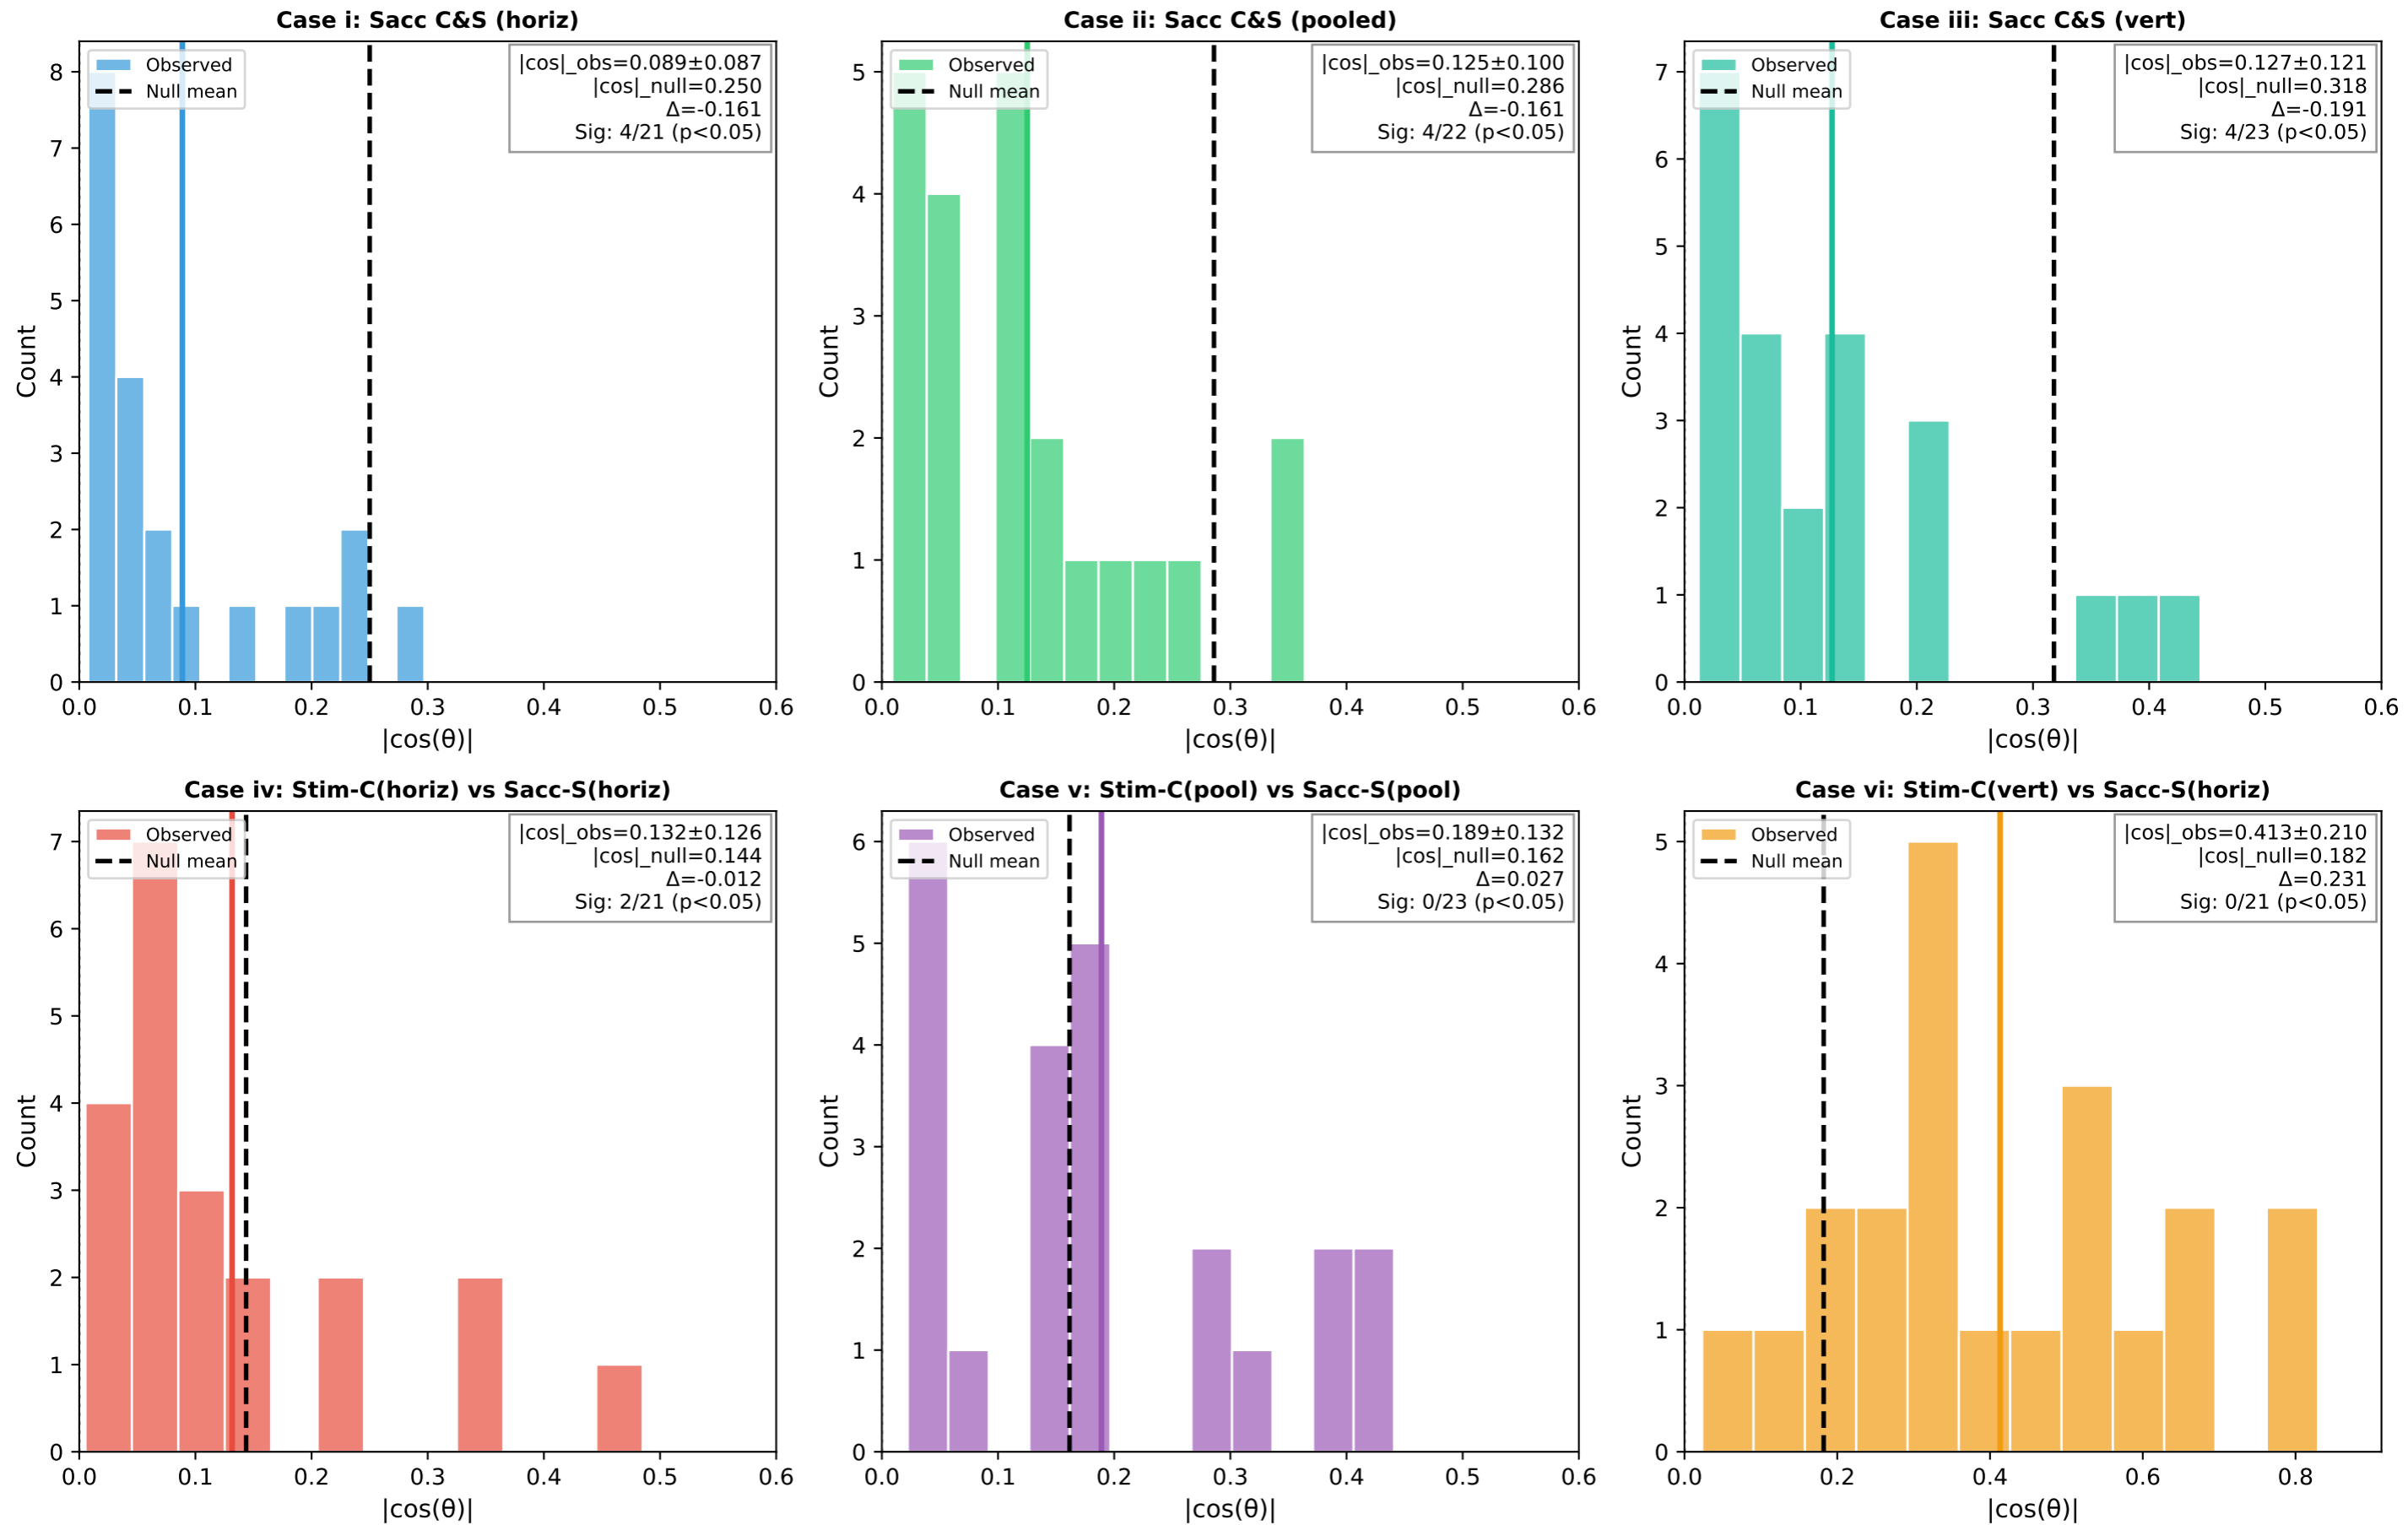 Case i: Sacc C&S (horiz)
Observed
Null mean
|cos|_obs=0.089±0.087
|cos|_null=0.250
Δ=-0.161
Sig: 4/21 (p<0.05)
Count
8
7
6
5
4
3
2
1
0
0.0 0.1 0.2 0.3 0.4 0.5 0.6
|cos(θ)|
Case ii: Sacc C&S (pooled)
Observed
Null mean
|cos|_obs=0.125±0.100
|cos|_null=0.286
Δ=-0.161
Sig: 4/22 (p<0.05)
Count
5
4
3
2
1
0
0.0 0.1 0.2 0.3 0.4 0.5 0.6
|cos(θ)|
Case iii: Sacc C&S (vert)
Observed
Null mean
|cos|_obs=0.127±0.121
|cos|_null=0.318
Δ=-0.191
Sig: 4/23 (p<0.05)
Count
7
6
5
4
3
2
1
0
0.0 0.1 0.2 0.3 0.4 0.5 0.6
|cos(θ)|
Case iv: Stim-C(horiz) vs Sacc-S(horiz)
Observed
Null mean
|cos|_obs=0.132±0.126
|cos|_null=0.144
Δ=-0.012
Sig: 2/21 (p<0.05)
Count
7
6
5
4
3
2
1
0
0.0 0.1 0.2 0.3 0.4 0.5 0.6
|cos(θ)|
Case v: Stim-C(pool) vs Sacc-S(pool)
Observed
Null mean
|cos|_obs=0.189±0.132
|cos|_null=0.162
Δ=0.027
Sig: 0/23 (p<0.05)
Count
6
5
4
3
2
1
0
0.0 0.1 0.2 0.3 0.4 0.5 0.6
|cos(θ)|
Case vi: Stim-C(vert) vs Sacc-S(horiz)
Observed
Null mean
|cos|_obs=0.413±0.210
|cos|_null=0.182
Δ=0.231
Sig: 0/21 (p<0.05)
Count
5
4
3
2
1
0
0.0 0.2 0.4 0.6 0.8
|cos(θ)|